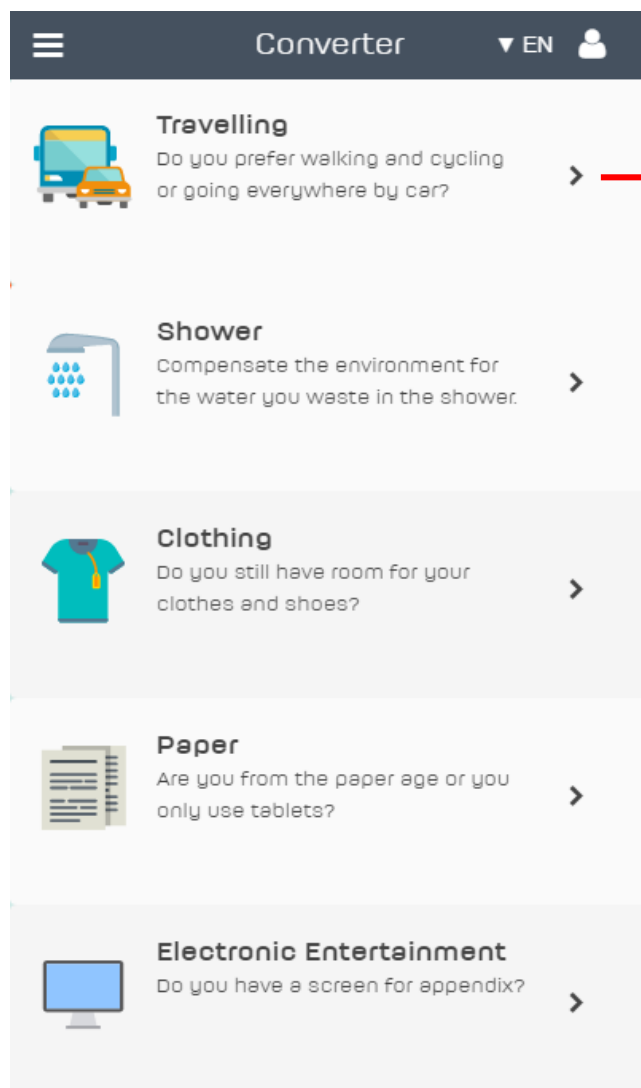 Converter ▼ EN
Travelling
Do you prefer walking and cycling
or going everywhere by car?
Shower
Compensate the environment for
the water you waste in the shower.
Clothing
Do you still have room for your
clothes and shoes?
Paper
Are you from the paper age or you
only use tablets?
Electronic Entertainment
Do you have a screen for appendix?